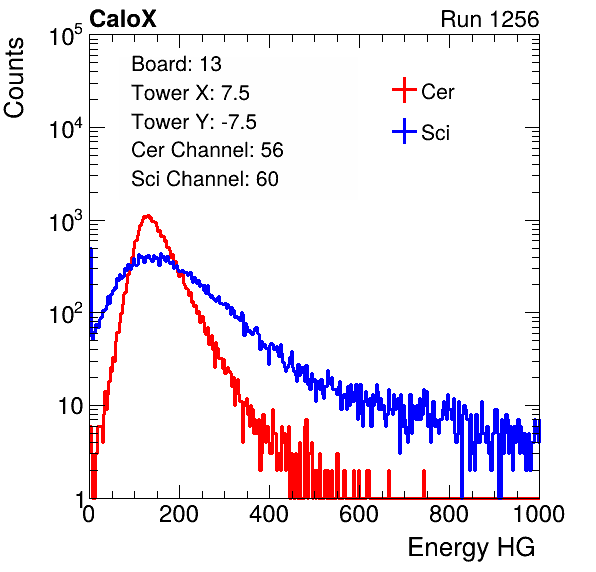 CaloX Run 1256
Counts
10^5
10^4
10^3
10^2
10
1
Board: 13
Tower X: 7.5
Tower Y: -7.5
Cer Channel: 56
Sci Channel: 60
Cer
Sci
0 200 400 600 800 1000
Energy HG